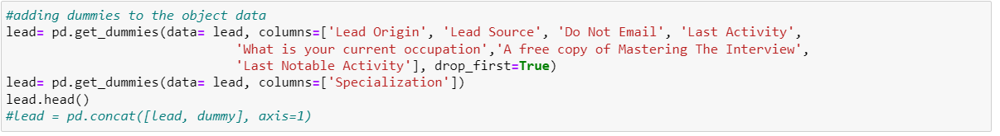 #adding dummies to the object data
lead= pd.get_dummies(data= lead, columns=['Lead Origin', 'Lead Source', 'Do Not Email', 'Last Activity',
                             'What is your current occupation','A free copy of Mastering The Interview',
                             'Last Notable Activity'], drop_first=True)
lead= pd.get_dummies(data= lead, columns=['Specialization'])
lead.head()
#lead = pd.concat([lead, dummy], axis=1)